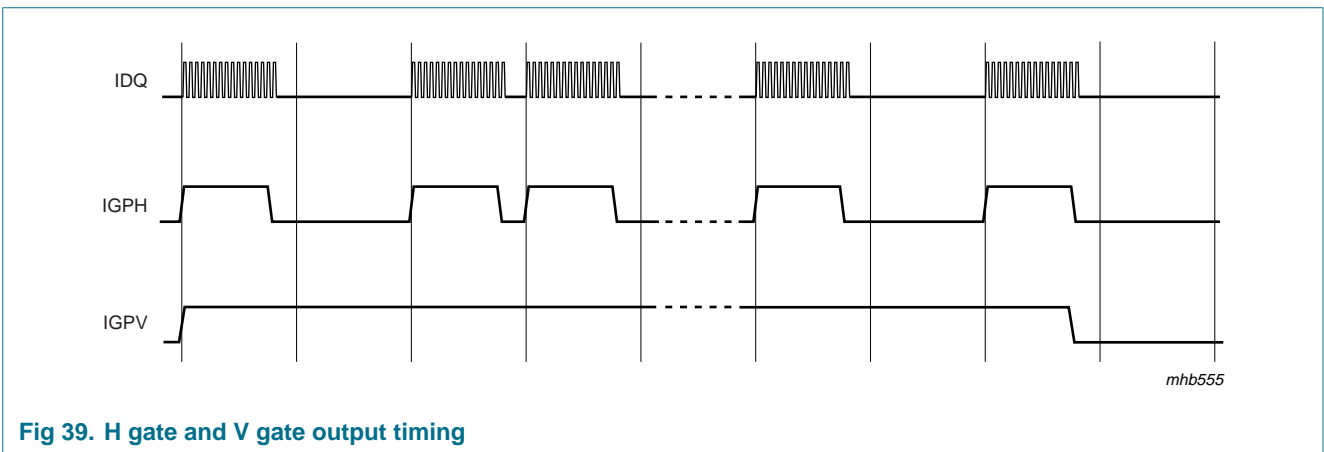 IDQ
IGPH
IGPV
mhb555
Fig 39. H gate and V gate output timing